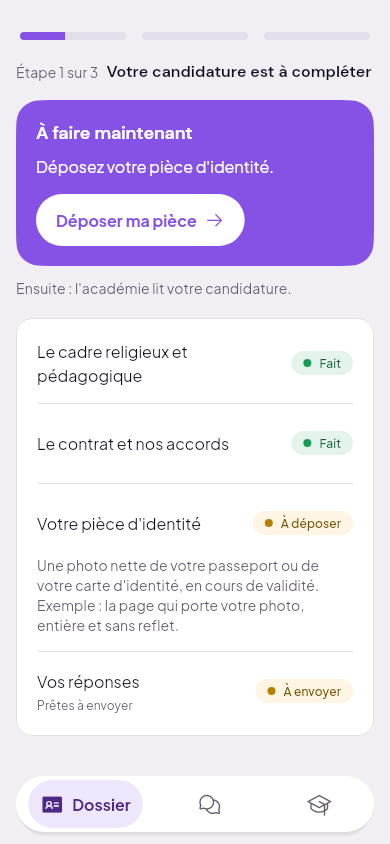 Étape 1 sur 3 Votre candidature est à compléter
À faire maintenant
Déposez votre pièce d'identité.
Déposer ma pièce
Ensuite : l'académie lit votre candidature.
Le cadre religieux et
pédagogique
Fait
Le contrat et nos accords
Fait
Votre pièce d'identité
À déposer
Une photo nette de votre passeport ou de
votre carte d'identité, en cours de validité.
Exemple : la page qui porte votre photo,
entière et sans reflet.
Vos réponses
Prêtes à envoyer
À envoyer
Dossier